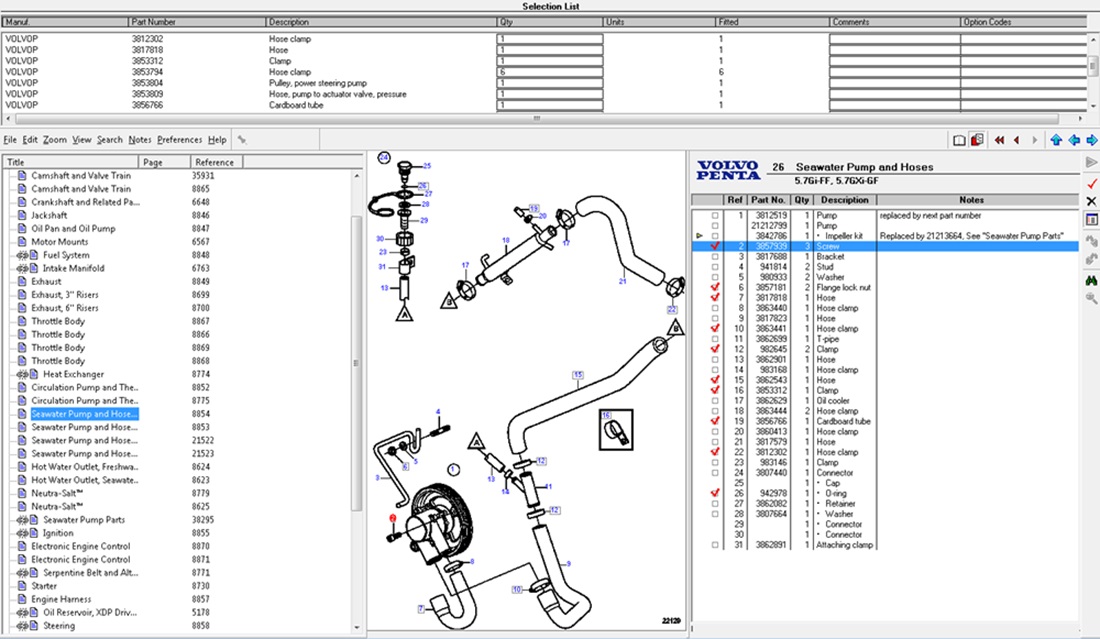 Selection List
Manuf. Part Number Description Qty Units Fitted Comments Option Codes
VOLVOP 3812302 Hose clamp 1 1
VOLVOP 3817818 Hose 1 1
VOLVOP 3853312 Clamp 1 1
VOLVOP 3853794 Hose clamp 6 6
VOLVOP 3853804 Pulley, power steering pump 1 1
VOLVOP 3853809 Hose, pump to actuator valve, pressure 1 1
VOLVOP 3856766 Cardboard tube 1 1
File Edit Zoom View Search Notes Preferences Help
Title Page Reference
Camshaft and Valve Train 35931
Camshaft and Valve Train 8865
Crankshaft and Related Pa... 6648
Jackshaft 8846
Oil Pan and Oil Pump 8847
Motor Mounts 6567
Fuel System 8848
Intake Manifold 6763
Exhaust 8849
Exhaust, 3'' Risers 8699
Exhaust, 6'' Risers 8700
Throttle Body 8867
Throttle Body 8866
Throttle Body 8869
Throttle Body 8868
Heat Exchanger 8774
Circulation Pump and The.. 8852
Circulation Pump and The.. 8775
Seawater Pump and Hose... 8854
Seawater Pump and Hose... 8853
Seawater Pump and Hose... 21522
Seawater Pump and Hose... 21523
Hot Water Outlet, Freshwa.. 8624
Hot Water Outlet, Seawate.. 8623
Neutra-Salt™ 8779
Neutra-Salt™ 8625
Seawater Pump Parts 38295
Ignition 8855
Electronic Engine Control 8870
Electronic Engine Control 8871
Serpentine Belt and Alt... 8771
Starter 8730
Engine Harness 8857
Oil Reservoir, XDP Driv... 5178
Steering 8858
24
25
26
27
28
29
30
23
31
13
A
19
20
17
18
17
B
21
22
B
15
16
4
A
5
6
3
1
12
13
14
11
12
2
8
9
10
7
22129
VOLVO
PENTA
26 Seawater Pump and Hoses
5.7Gi-FF, 5.7GXi-GF
Ref Part No. Qty Description Notes
1 3812519 1 Pump replaced by next part number
21212799 1 Pump
3842786 1 • Impeller kit Replaced by 21213664, See "Seawater Pump Parts"
2 3857939 3 Screw
3 3817688 1 Bracket
4 941814 2 Stud
5 980933 2 Washer
6 3857181 2 Flange lock nut
7 3817818 1 Hose
8 3863440 1 Hose clamp
9 3817823 1 Hose
10 3863441 1 Hose clamp
11 3862699 1 T-pipe
12 982645 2 Clamp
13 3862901 1 Hose
14 983168 1 Hose clamp
15 3862543 1 Hose
16 3853312 1 Clamp
17 3862629 1 Oil cooler
18 3863444 2 Hose clamp
19 3856766 1 Cardboard tube
20 3860413 1 Hose clamp
21 3817579 1 Hose
22 3812302 1 Hose clamp
23 983146 1 Clamp
24 3807440 1 Connector
25 1 • Cap
26 942978 1 • O-ring
27 3862082 1 • Retainer
28 3807664 1 • Washer
29 1 • Connector
30 1 • Connector
31 3862891 1 Attaching clamp